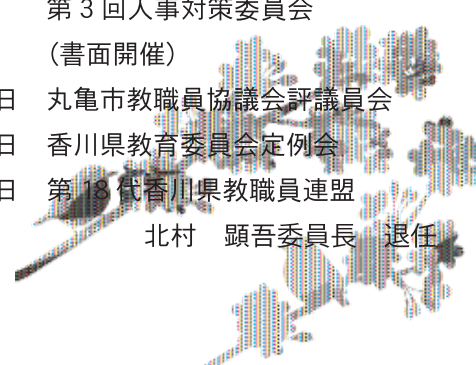 第3回人事対策委員会
(書面開催)
日 丸亀市教職員協議会評議員会
日 香川県教育委員会定例会
日 第18代香川県教職員連盟
北村 顕吾委員長 退任